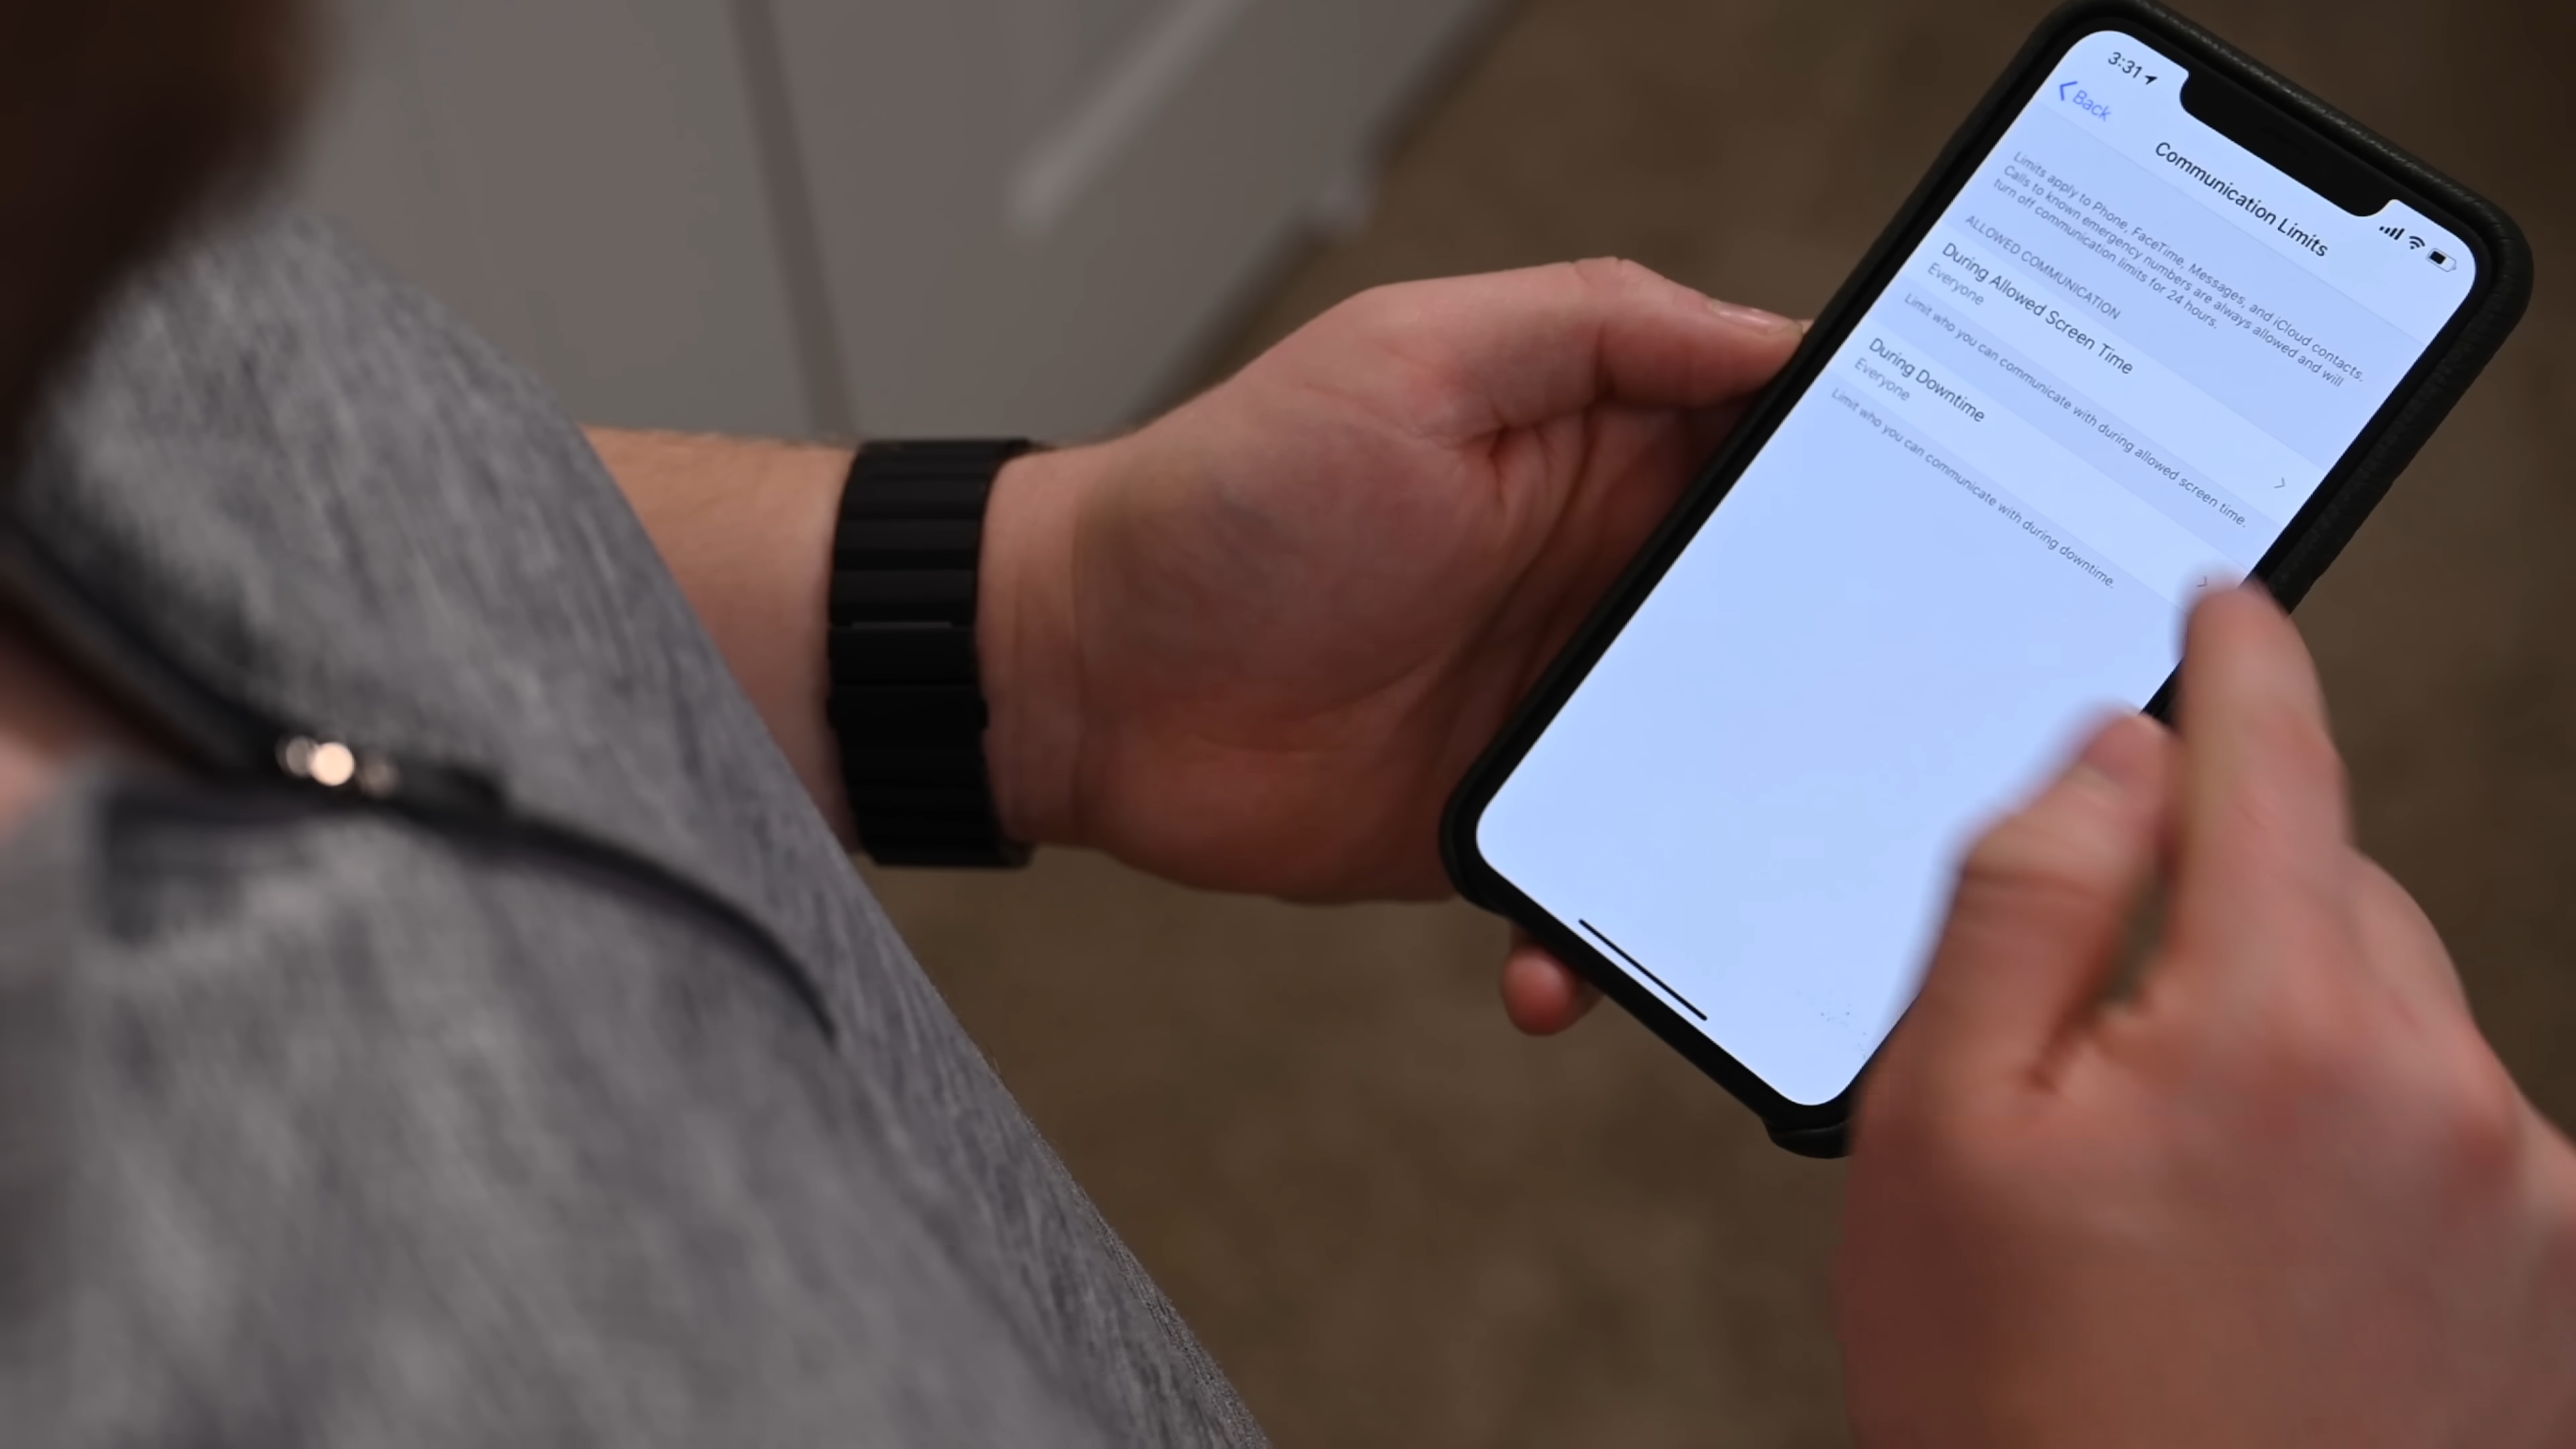 3:31
Back
Communication Limits
Limits apply to Phone, FaceTime, Messages, and iCloud contacts.
Calls to known emergency numbers are always allowed and will
turn off communication limits for 24 hours.
ALLOWED COMMUNICATION
During Allowed Screen Time
Everyone
Limit who you can communicate with during allowed screen time.
During Downtime
Everyone
Limit who you can communicate with during downtime.